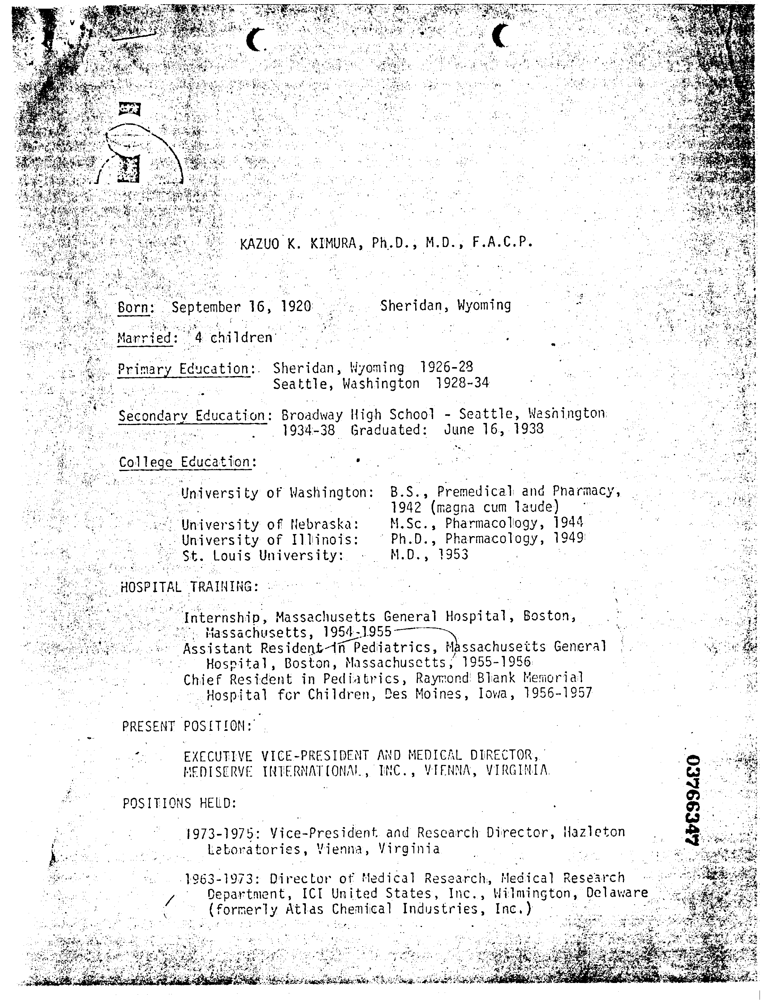 KAZUO K. KIMURA, Ph.D., M.D., F.A.C.P.
Born: September 16, 1920 Sheridan, Wyoming
Married: 4 children
Primary Education: Sheridan, Wyoming 1926-28
Seattle, Washington 1928-34
Secondary Education: Broadway High School - Seattle, Washington
1934-38 Graduated: June 16, 1938
College Education:
University of Washington: B.S., Premedical and Pharmacy,
1942 (magna cum laude)
University of Nebraska: M.Sc., Pharmacology, 1944
University of Illinois: Ph.D., Pharmacology, 1949
St. Louis University: M.D., 1953
HOSPITAL TRAINING:
Internship, Massachusetts General Hospital, Boston,
Massachusetts, 1954-1955
Assistant Resident in Pediatrics, Massachusetts General
Hospital, Boston, Massachusetts, 1955-1956
Chief Resident in Pediatrics, Raymond Blank Memorial
Hospital for Children, Des Moines, Iowa, 1956-1957
PRESENT POSITION:
EXECUTIVE VICE-PRESIDENT AND MEDICAL DIRECTOR,
MEDISERVE INTERNATIONAL, INC., VIENNA, VIRGINIA
POSITIONS HELD:
1973-1975: Vice-President and Research Director, Hazleton
Laboratories, Vienna, Virginia
1963-1973: Director of Medical Research, Medical Research
Department, ICI United States, Inc., Wilmington, Delaware
(formerly Atlas Chemical Industries, Inc.)
03766347